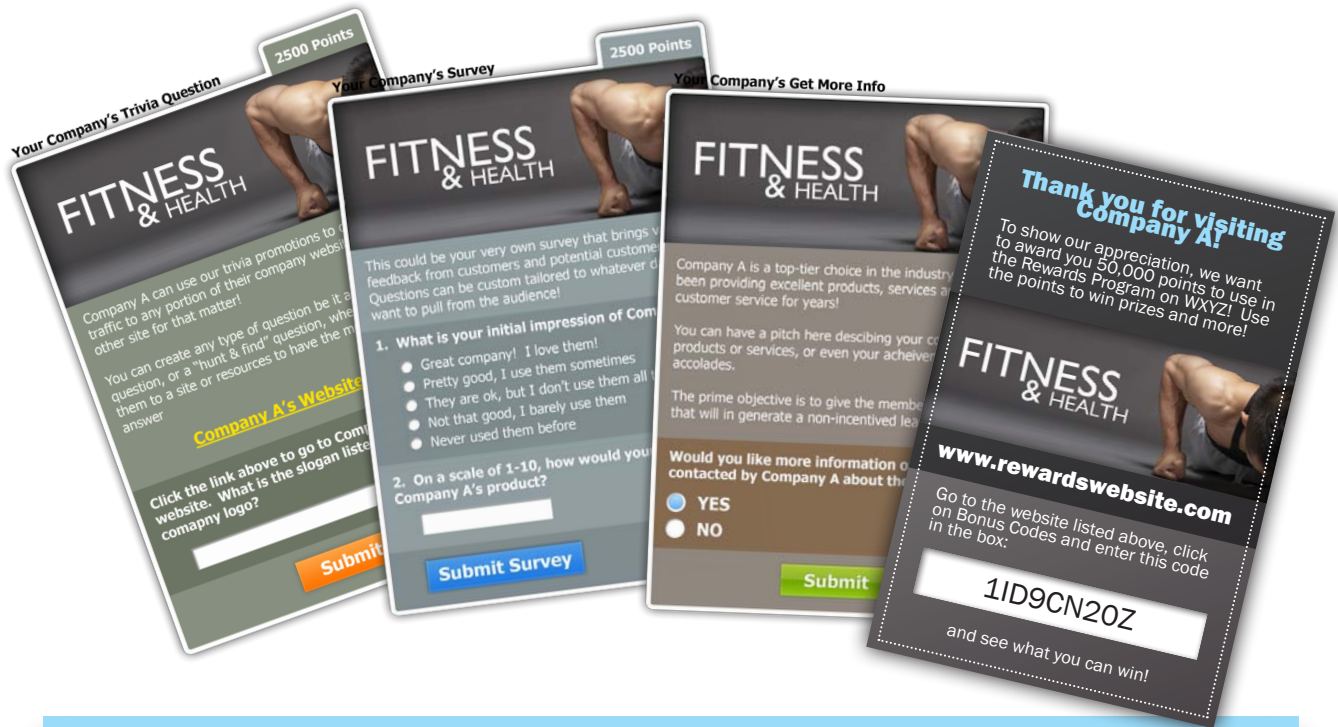 Your Company's Trivia Question
2500 Points
FITNESS
& HEALTH
Company A can use our trivia promotions to
traffic to any portion of their company
other site for that matter!
You can create any type of question be it a
question, or a "hunt & find" question,
them to a site or resources to have the
answer
Company A's Website
Click the link above to go to
website. What is the slogan
comapny logo?
Submit
Your Company's Survey
2500 Points
FITNESS
& HEALTH
This could be your very own survey that brings
feedback from customers and potential
Questions can be custom tailored to whatever
want to pull from the audience!
1. What is your initial impression of
Great company! I love them!
Pretty good, I use them sometimes
They are ok, but I don't use them all
Not that good, I barely use them
Never used them before
2. On a scale of 1-10, how would
Company A's product?
Submit Survey
Your Company's Get More Info
FITNESS
& HEALTH
Company A is a top-tier choice in the industry
been providing excellent products, services
customer service for years!
You can have a pitch here descibing your
products or services, or even your
accolades.
The prime objective is to give the
that will in generate a non-incentived
Would you like more information
contacted by Company A about
YES
NO
Submit
Thank you for visiting
Company A!
To show our appreciation, we want
to award you 50,000 points to use in
the Rewards Program on WXYZ! Use
the points to win prizes and more!
FITNESS
& HEALTH
www.rewardswebsite.com
Go to the website listed above, click
on Bonus Codes and enter this code
in the box:
1ID9CN20Z
and see what you can win!